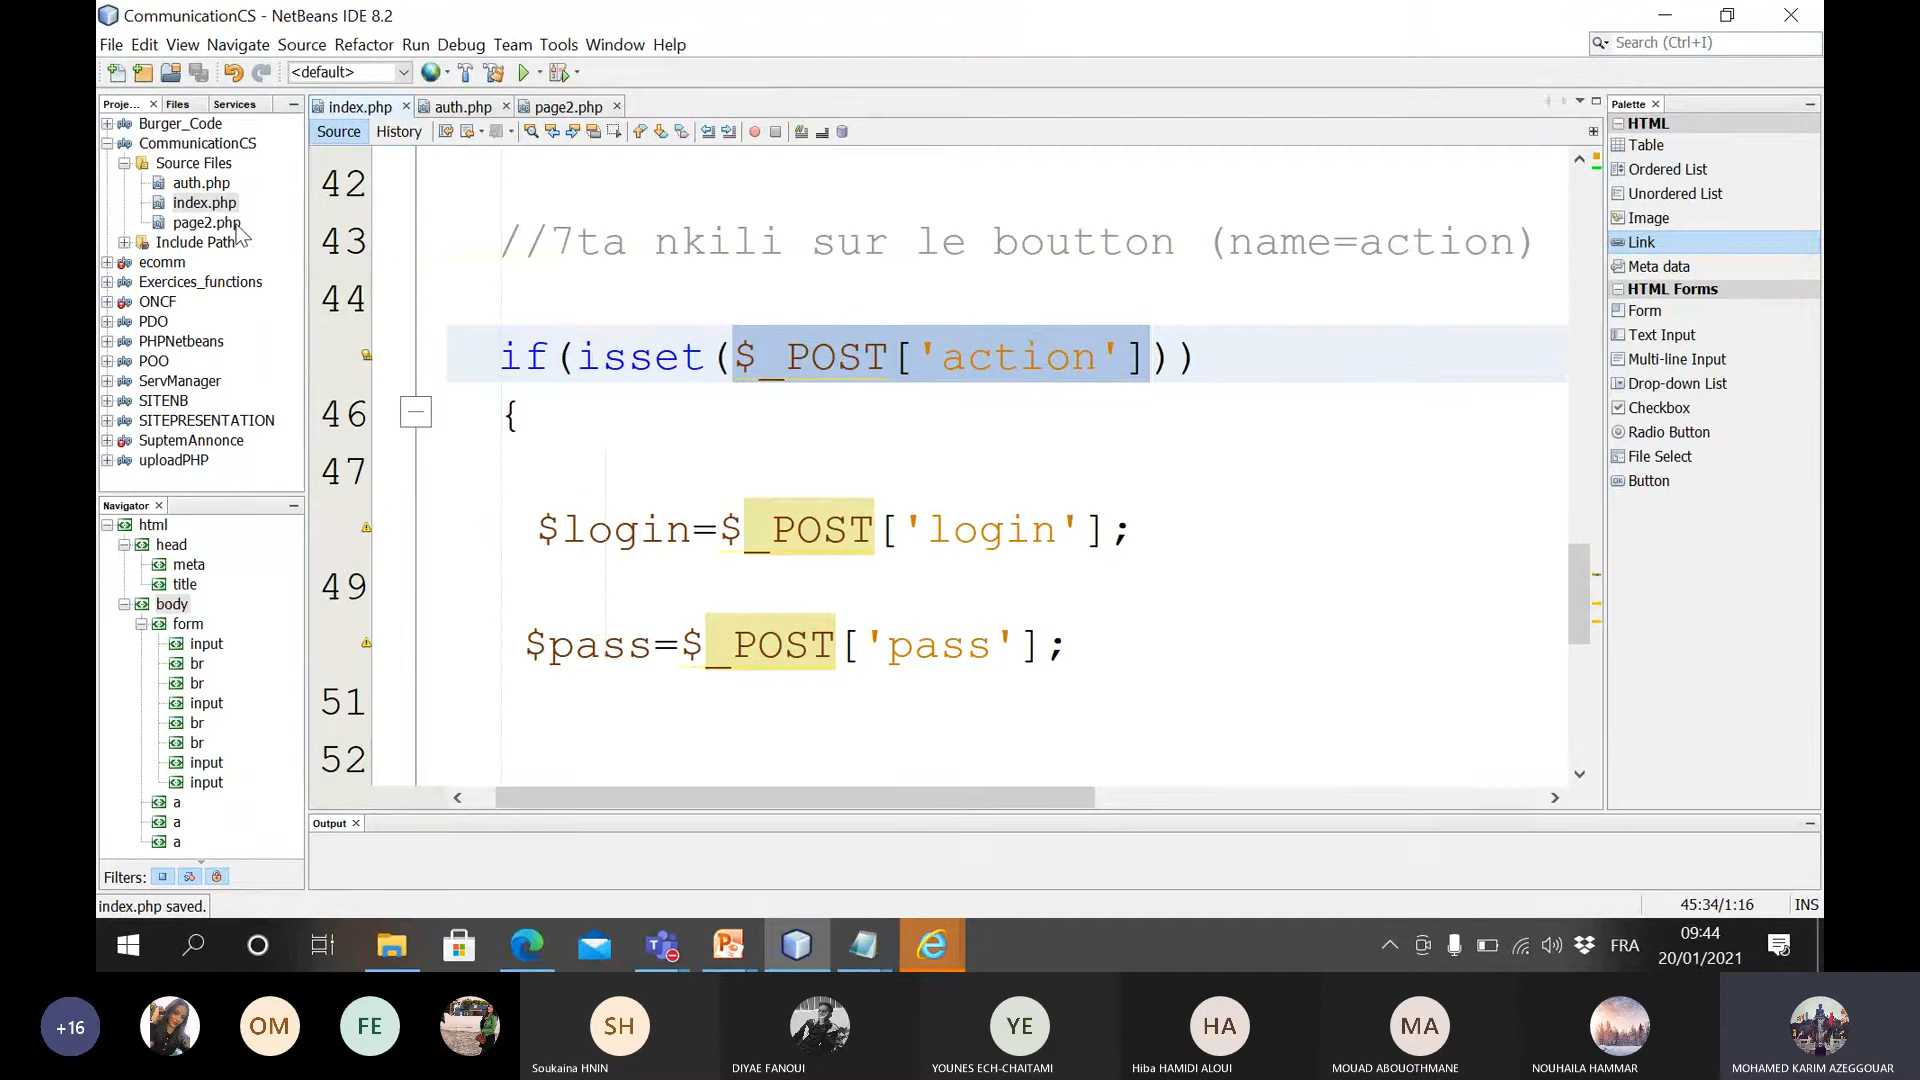 CommunicationCS - NetBeans IDE 8.2
File Edit View Navigate Source Refactor Run Debug Team Tools Window Help
Search (Ctrl+I)
<default>
Proje... Files Services
Burger_Code
CommunicationCS
Source Files
auth.php
index.php
page2.php
Include Path
ecomm
Exercices_functions
ONCF
PDO
PHPNetbeans
POO
ServManager
SITENB
SITEPRESENTATION
SuptemAnnonce
uploadPHP
Navigator
html
head
meta
title
body
form
input
br
br
input
br
br
input
input
a
a
a
Filters:
index.php saved.
index.php auth.php page2.php
Source History
42
43 //7ta nkili sur le boutton (name=action)
44
if(isset($_POST['action']))
46 {
47
$login=$_POST['login'];
49
$pass=$_POST['pass'];
51
52
Output
Palette
HTML
Table
Ordered List
Unordered List
Image
Link
Meta data
HTML Forms
Form
Text Input
Multi-line Input
Drop-down List
Checkbox
Radio Button
File Select
Button
45:34/1:16 INS
FRA
09:44
20/01/2021
+16
OM
FE
SH
YE
HA
MA
Soukaina HNIN
DIYAE FANOUI
YOUNES ECH-CHAITAMI
Hiba HAMIDI ALOUI
MOUAD ABOUOTHMANE
NOUHAILA HAMMAR
MOHAMED KARIM AZEGGOUAR